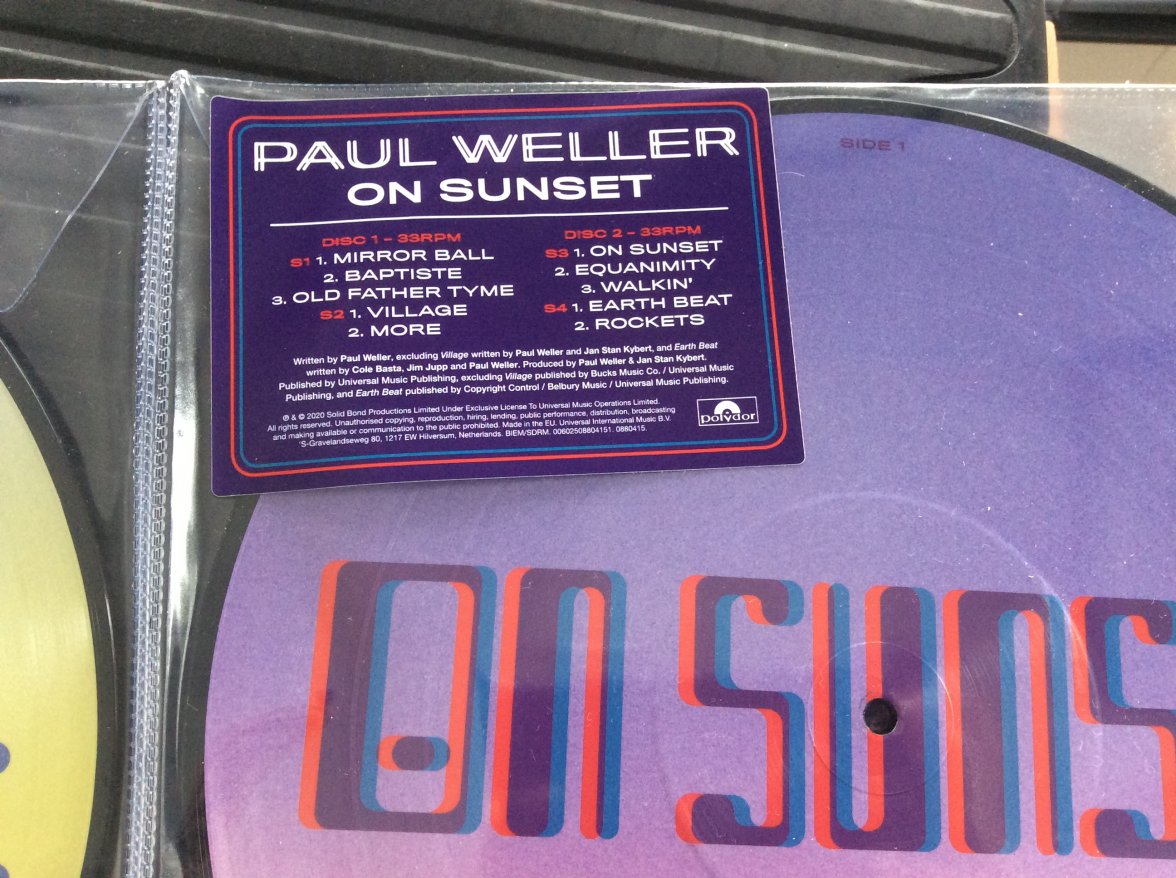 PAUL WELLER
ON SUNSET
DISC 1 – 33RPM
S1 1. MIRROR BALL
2. BAPTISTE
3. OLD FATHER TYME
S2 1. VILLAGE
2. MORE
DISC 2 – 33RPM
S3 1. ON SUNSET
2. EQUANIMITY
3. WALKIN'
S4 1. EARTH BEAT
2. ROCKETS
Written by Paul Weller, excluding Village written by Paul Weller and Jan Stan Kybert, and Earth Beat
written by Cole Basta, Jim Jupp and Paul Weller. Produced by Paul Weller & Jan Stan Kybert.
Published by Universal Music Publishing, excluding Village published by Bucks Music Co. / Universal Music
Publishing, and Earth Beat published by Copyright Control / Belbury Music / Universal Music Publishing.
℗ & © 2020 Solid Bond Productions Limited Under Exclusive License To Universal Music Operations Limited.
All rights reserved. Unauthorised copying, reproduction, hiring, lending, public performance, distribution, broadcasting
and making available or communication to the public prohibited. Made in the EU. Universal International Music B.V.
'S-Gravelandseweg 80, 1217 EW Hilversum, Netherlands. BIEM/SDRM. 00602508804151. 0880415.
polydor
SIDE 1
ON SUNS